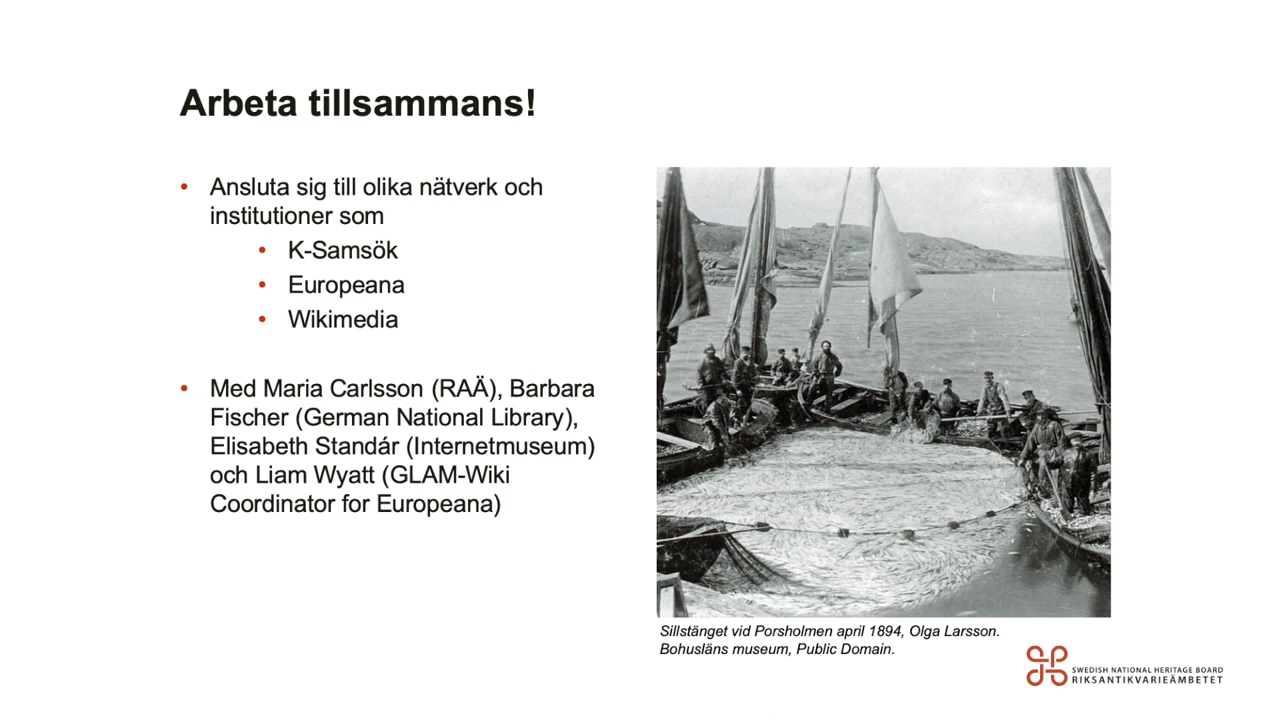 Arbeta tillsammans!
• Ansluta sig till olika nätverk och
institutioner som
• K-Samsök
• Europeana
• Wikimedia
• Med Maria Carlsson (RAÄ), Barbara
Fischer (German National Library),
Elisabeth Standár (Internetmuseum)
och Liam Wyatt (GLAM-Wiki
Coordinator for Europeana)
Sillstänget vid Porsholmen april 1894, Olga Larsson.
Bohusläns museum, Public Domain.
SWEDISH NATIONAL HERITAGE BOARD
RIKSANTIKVARIEÄMBETET